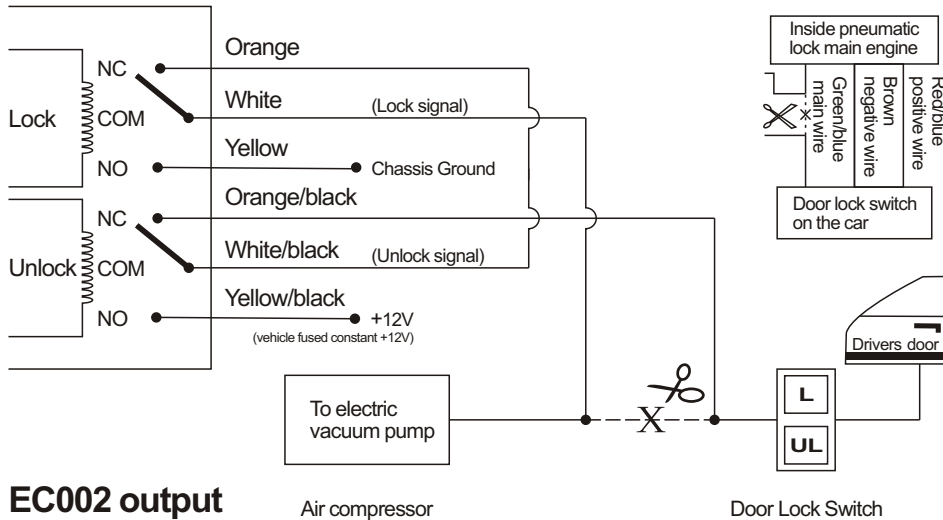 Lock
NC
COM
NO
Orange
White
(Lock signal)
Yellow
Chassis Ground
Unlock
NC
COM
NO
Orange/black
White/black
(Unlock signal)
Yellow/black
+12V
(vehicle fused constant +12V)
Inside pneumatic
lock main engine
Green/blue
main wire
Brown
negative wire
Red/blue
positive wire
Door lock switch
on the car
Drivers door
To electric
vacuum pump
X
L
UL
EC002 output
Air compressor
Door Lock Switch